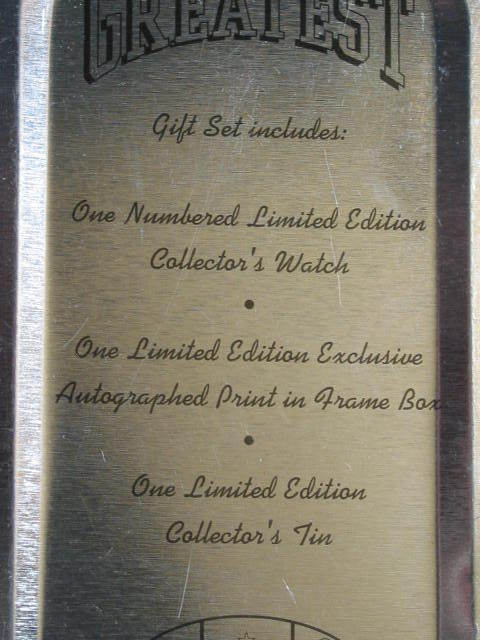 GREATEST
Gift Set includes:
One Numbered Limited Edition
Collector's Watch
•
One Limited Edition Exclusive
Autographed Print in Frame Box
•
One Limited Edition
Collector's Tin